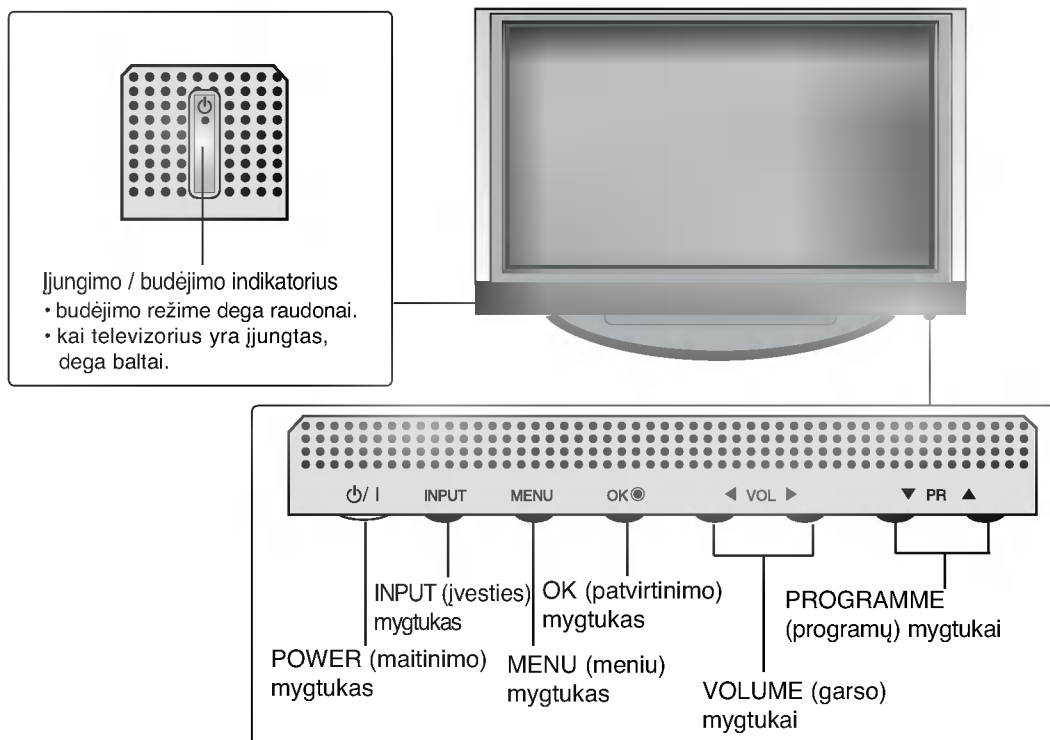 Įjungimo / budėjimo indikatorius
• budėjimo režime dega raudonai.
• kai televizorius yra įjungtas,
dega baltai.
⏻/ I INPUT MENU OK◉ ◀ VOL ▶ ▼ PR ▲
INPUT (įvesties)
mygtukas
OK (patvirtinimo)
mygtukas
PROGRAMME
(programų) mygtukai
POWER (maitinimo)
mygtukas
MENU (meniu)
mygtukas
VOLUME (garso)
mygtukai